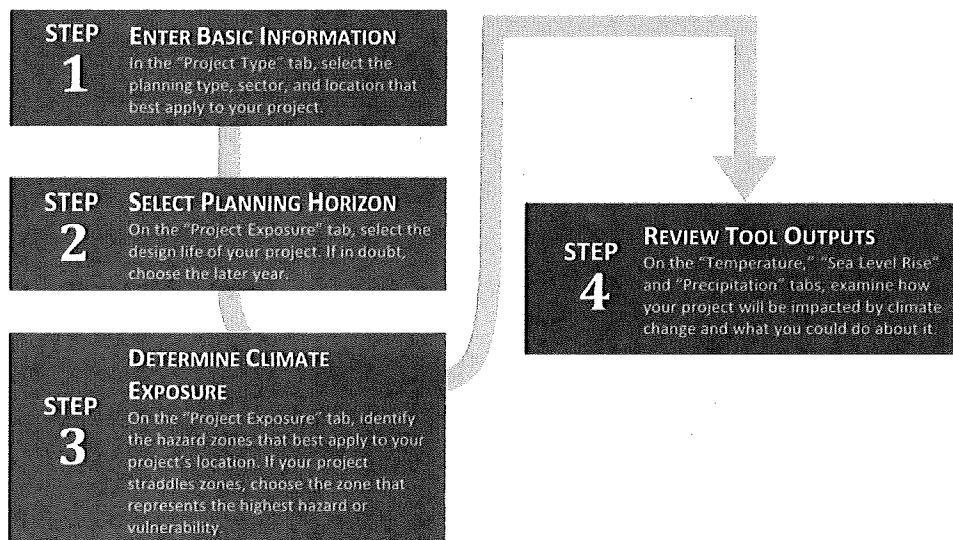 STEP
1
ENTER BASIC INFORMATION
In the "Project Type" tab, select the
planning type, sector, and location that
best apply to your project.
STEP
2
SELECT PLANNING HORIZON
On the "Project Exposure" tab, select the
design life of your project. If in doubt,
choose the later year.
STEP
3
DETERMINE CLIMATE
EXPOSURE
On the "Project Exposure" tab, identify
the hazard zones that best apply to your
project's location. If your project
straddles zones, choose the zone that
represents the highest hazard or
vulnerability.
STEP
4
REVIEW TOOL OUTPUTS
On the "Temperature," "Sea Level Rise"
and "Precipitation" tabs, examine how
your project will be impacted by climate
change and what you could do about it.